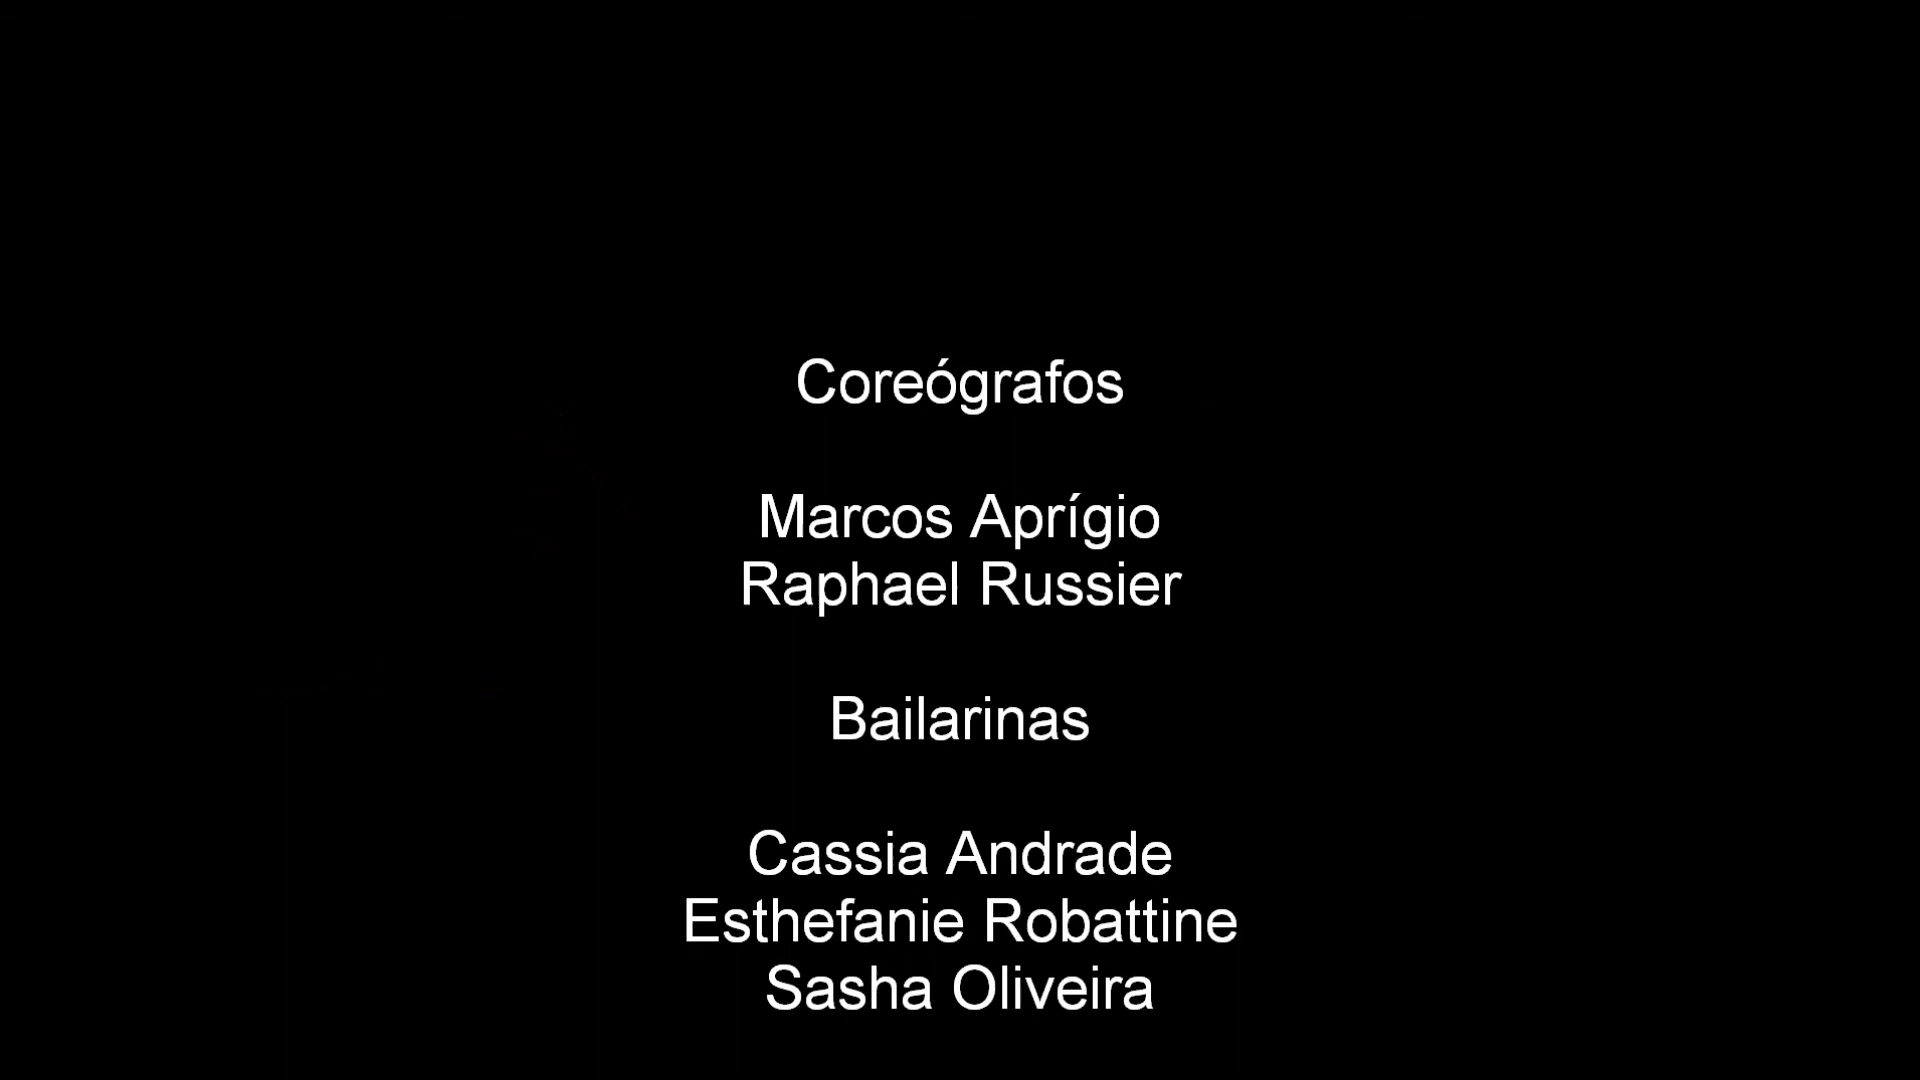 Coreógrafos
Marcos Aprígio
Raphael Russier
Bailarinas
Cassia Andrade
Esthefanie Robattine
Sasha Oliveira